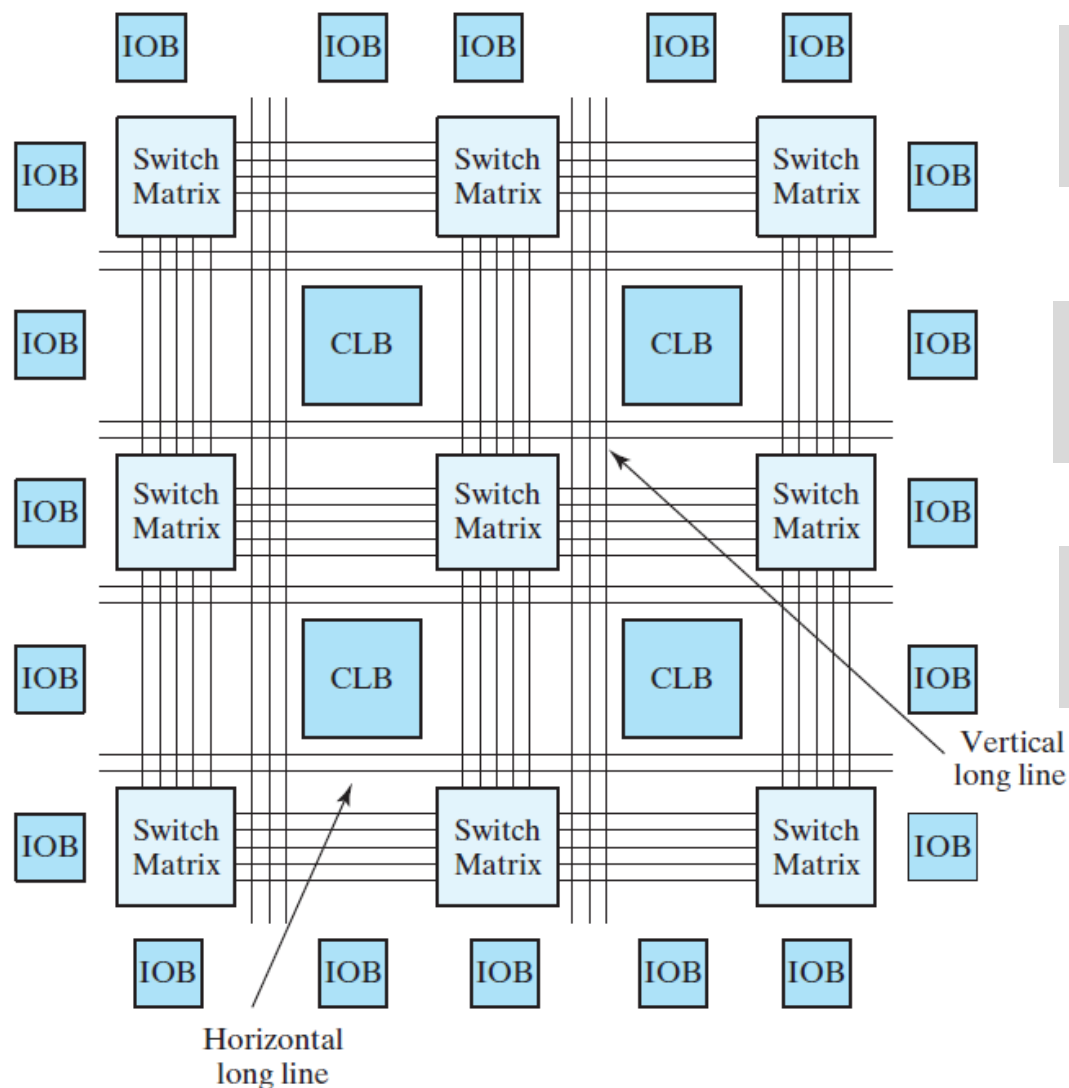 IOB IOB IOB IOB IOB
IOB Switch Matrix Switch Matrix Switch Matrix IOB
IOB CLB CLB IOB
IOB Switch Matrix Switch Matrix Switch Matrix IOB
IOB CLB CLB IOB
Vertical
long line
IOB Switch Matrix Switch Matrix Switch Matrix IOB
IOB IOB IOB IOB IOB
Horizontal
long line